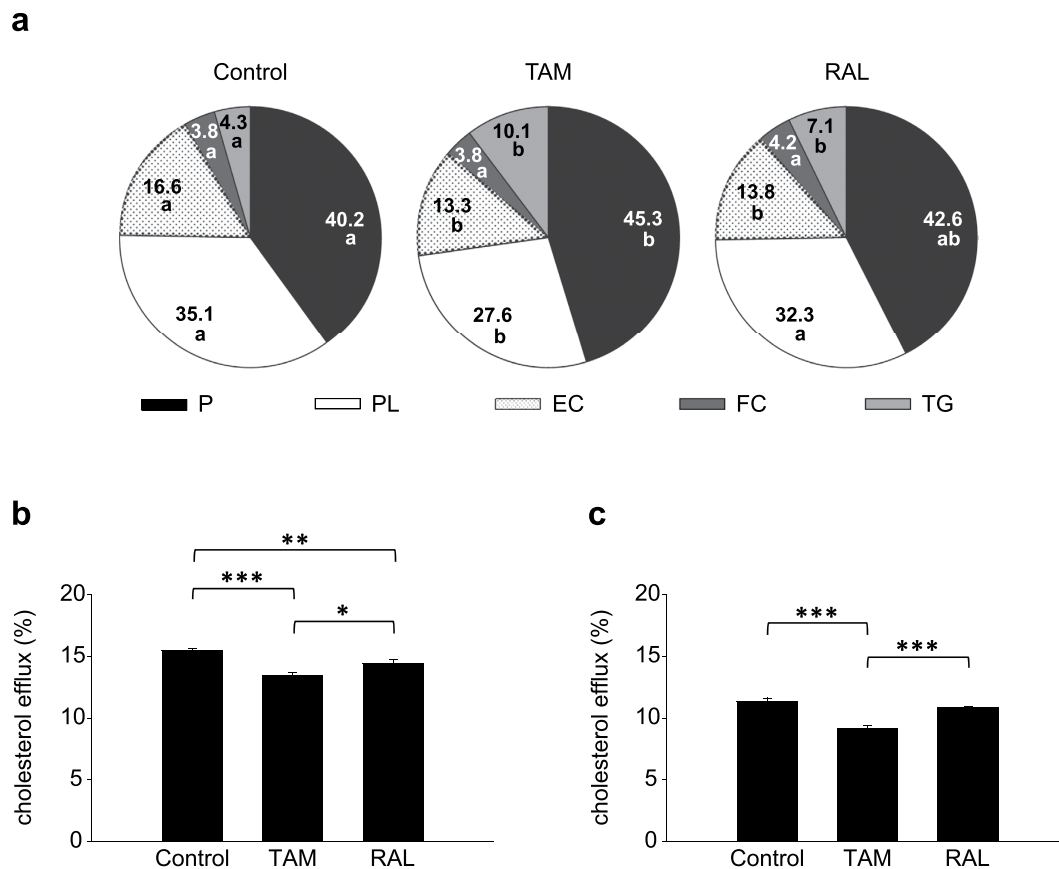 a
Control TAM RAL
3.8 a
4.3 a
16.6 a
40.2 a
35.1 a
10.1 b
3.8 a
13.3 b
45.3 b
27.6 b
7.1 b
4.2 a
13.8 b
42.6 ab
32.3 a
P PL EC FC TG
b
**
***
*
cholesterol efflux (%)
20
15
10
5
0
Control TAM RAL
c
***
***
cholesterol efflux (%)
20
15
10
5
0
Control TAM RAL